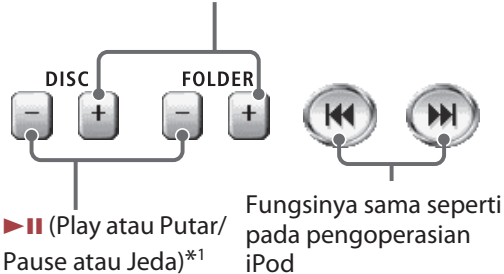 DISC FOLDER
− + − +
►II (Play atau Putar/
Pause atau Jeda)*1
Fungsinya sama seperti
pada pengoperasian
iPod